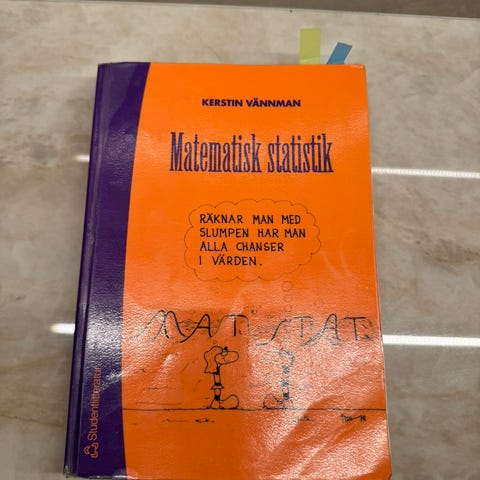 KERSTIN VÄNNMAN
Matematisk statistik
RÄKNAR MAN MED
SLUMPEN HAR MAN
ALLA CHANSER
I VÄRDEN.
MAT. STAT.
Studentlitteratur